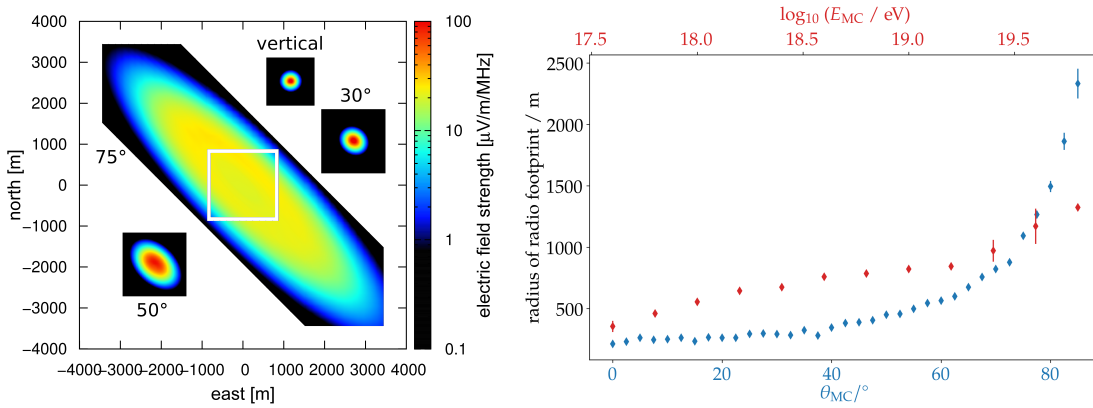 4000
3000
2000
1000
0
−1000
−2000
−3000
−4000
north [m]
−4000−3000−2000−1000 0 1000 2000 3000 4000
east [m]
vertical
30°
75°
50°
100
10
1
0.1
electric field strength [μV/m/MHz]
log10 (EMC / eV)
17.5 18.0 18.5 19.0 19.5
2500
2000
1500
1000
500
radius of radio footprint / m
0 20 40 60 80
θMC/°